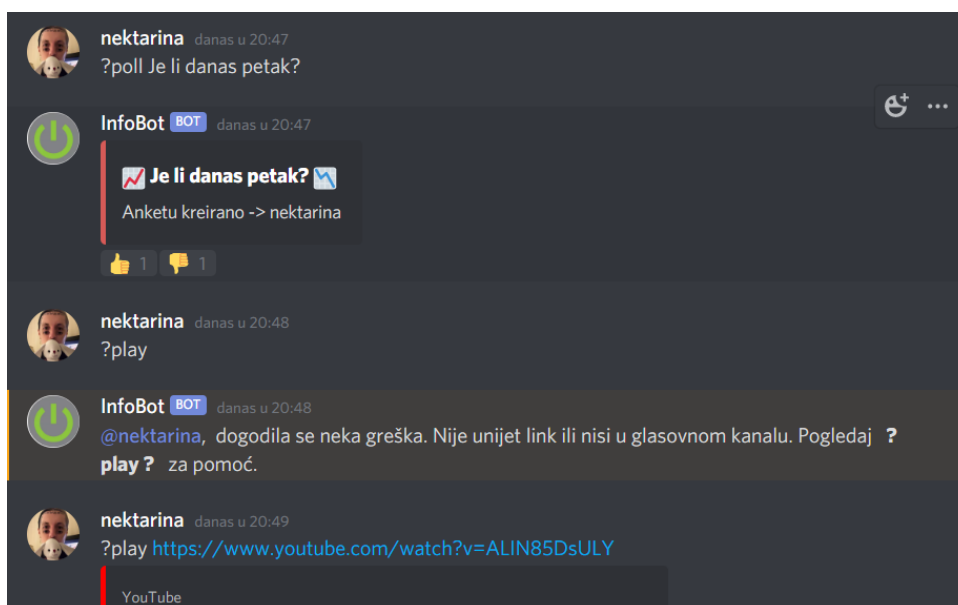 nektarina danas u 20:47
?poll Je li danas petak?
InfoBot BOT danas u 20:47
Je li danas petak?
Anketu kreirano -> nektarina
1 1
nektarina danas u 20:48
?play
InfoBot BOT danas u 20:48
@nektarina, dogodila se neka greška. Nije unijet link ili nisi u glasovnom kanalu. Pogledaj ?
play ? za pomoć.
nektarina danas u 20:49
?play https://www.youtube.com/watch?v=ALIN85DsULY
YouTube